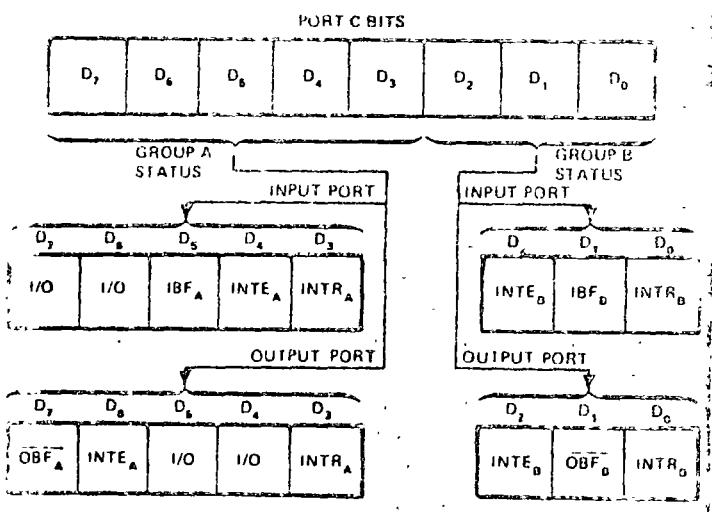 PORT C BITS
D7 D6 D5 D4 D3 D2 D1 D0
GROUP A
STATUS
GROUP B
STATUS
INPUT PORT
INPUT PORT
D7 D6 D5 D4 D3
I/O I/O IBFA INTEA INTRA
D D1 D0
INTEB IBFB INTRB
OUTPUT PORT
OUTPUT PORT
D7 D6 D5 D4 D3
OBFA INTEA I/O I/O INTRA
D2 D1 D0
INTEB OBFB INTRB